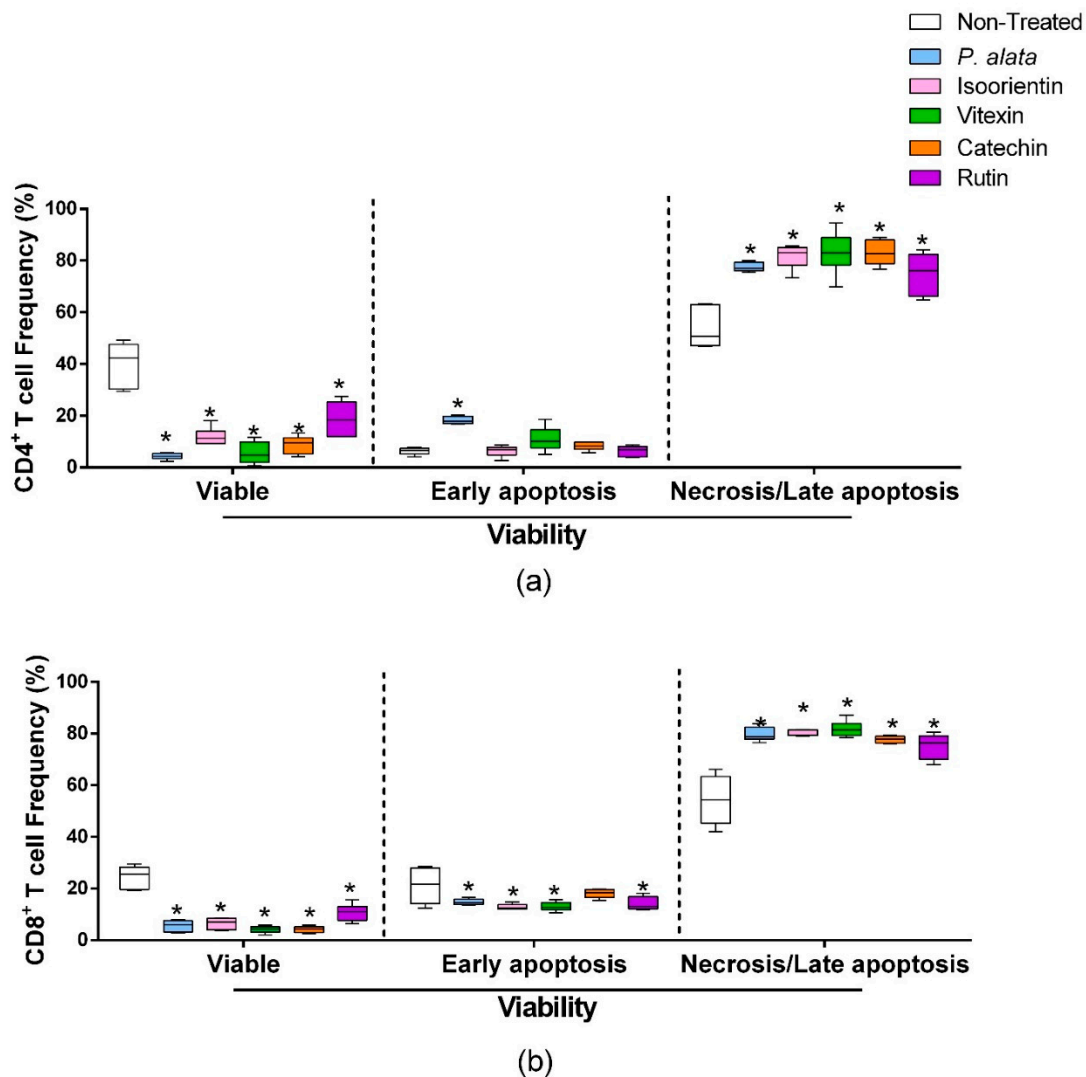 Non-Treated
P. alata
Isoorientin
Vitexin
Catechin
Rutin
CD4+ T cell Frequency (%)
100
80
60
40
20
0
* * * * *
*
* * * * *
Viable Early apoptosis Necrosis/Late apoptosis
Viability
(a)
CD8+ T cell Frequency (%)
100
80
60
40
20
0
* * * * *
* * * *
* * * * *
Viable Early apoptosis Necrosis/Late apoptosis
Viability
(b)